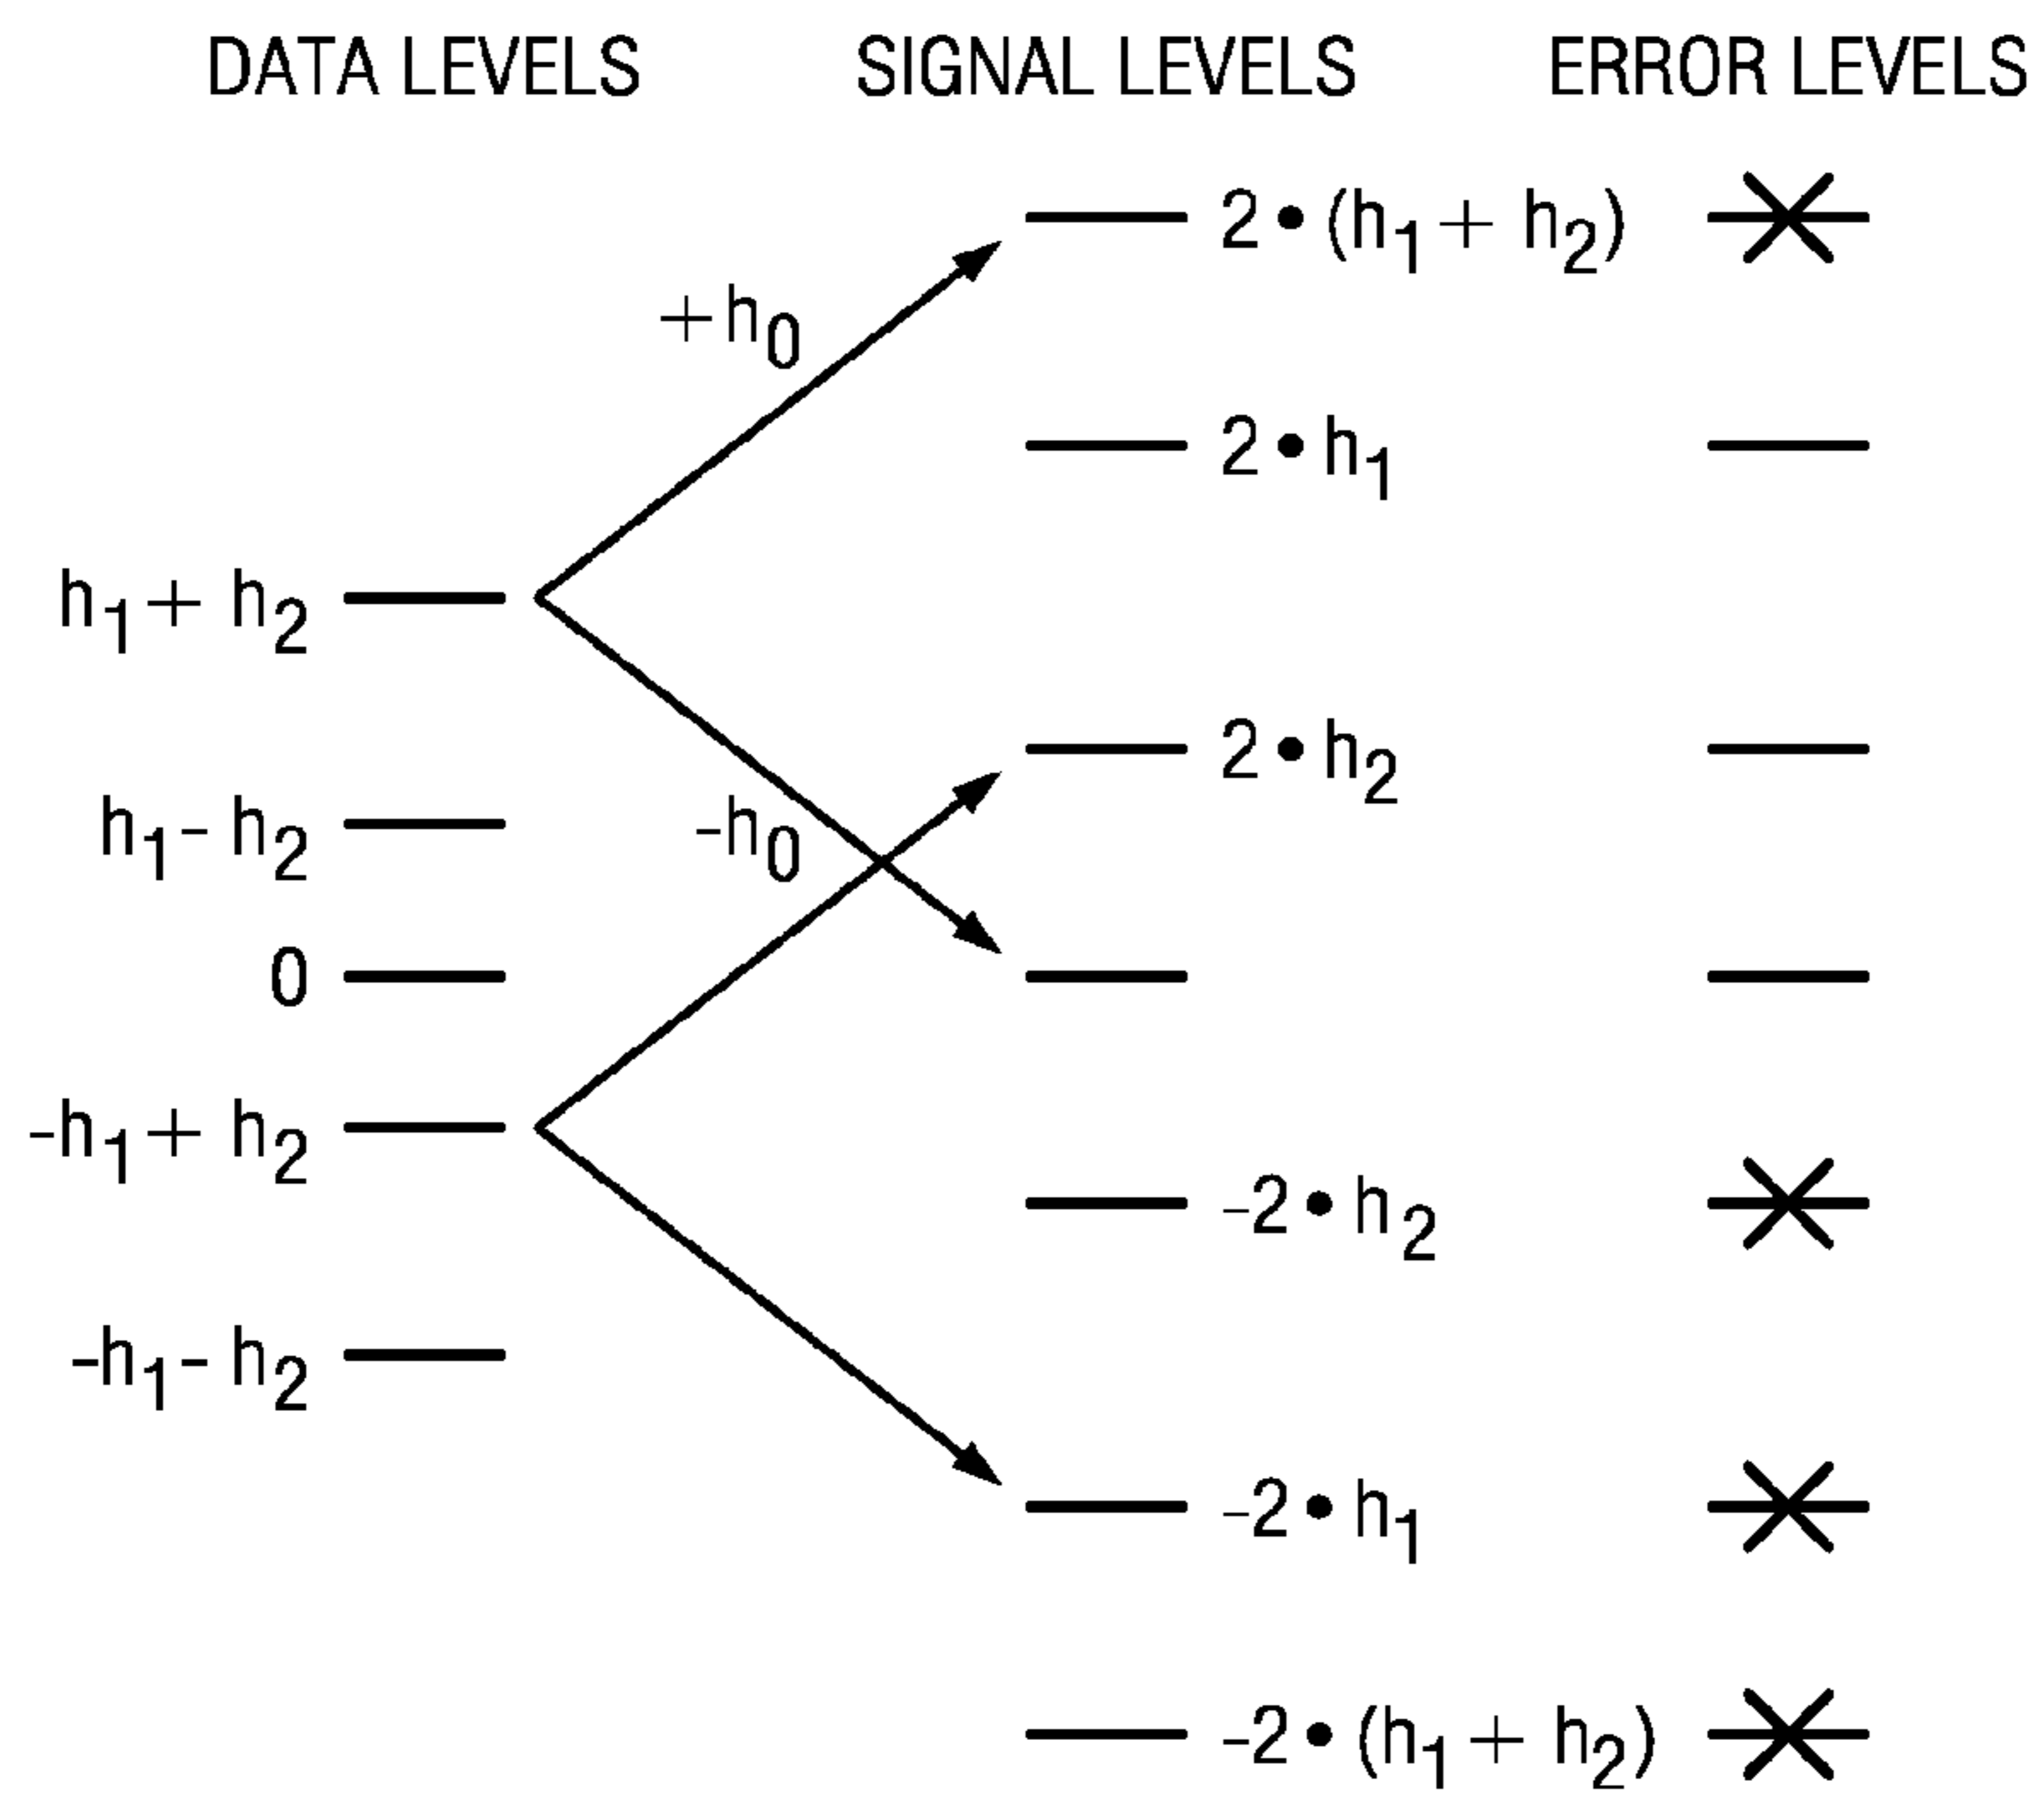 DATA LEVELS SIGNAL LEVELS ERROR LEVELS
2•(h1+ h2)
+h0
2•h1
h1+ h2
2•h2
h1- h2
-h0
0
-h1+ h2
-2•h2
-h1- h2
-2•h1
-2•(h1+ h2)